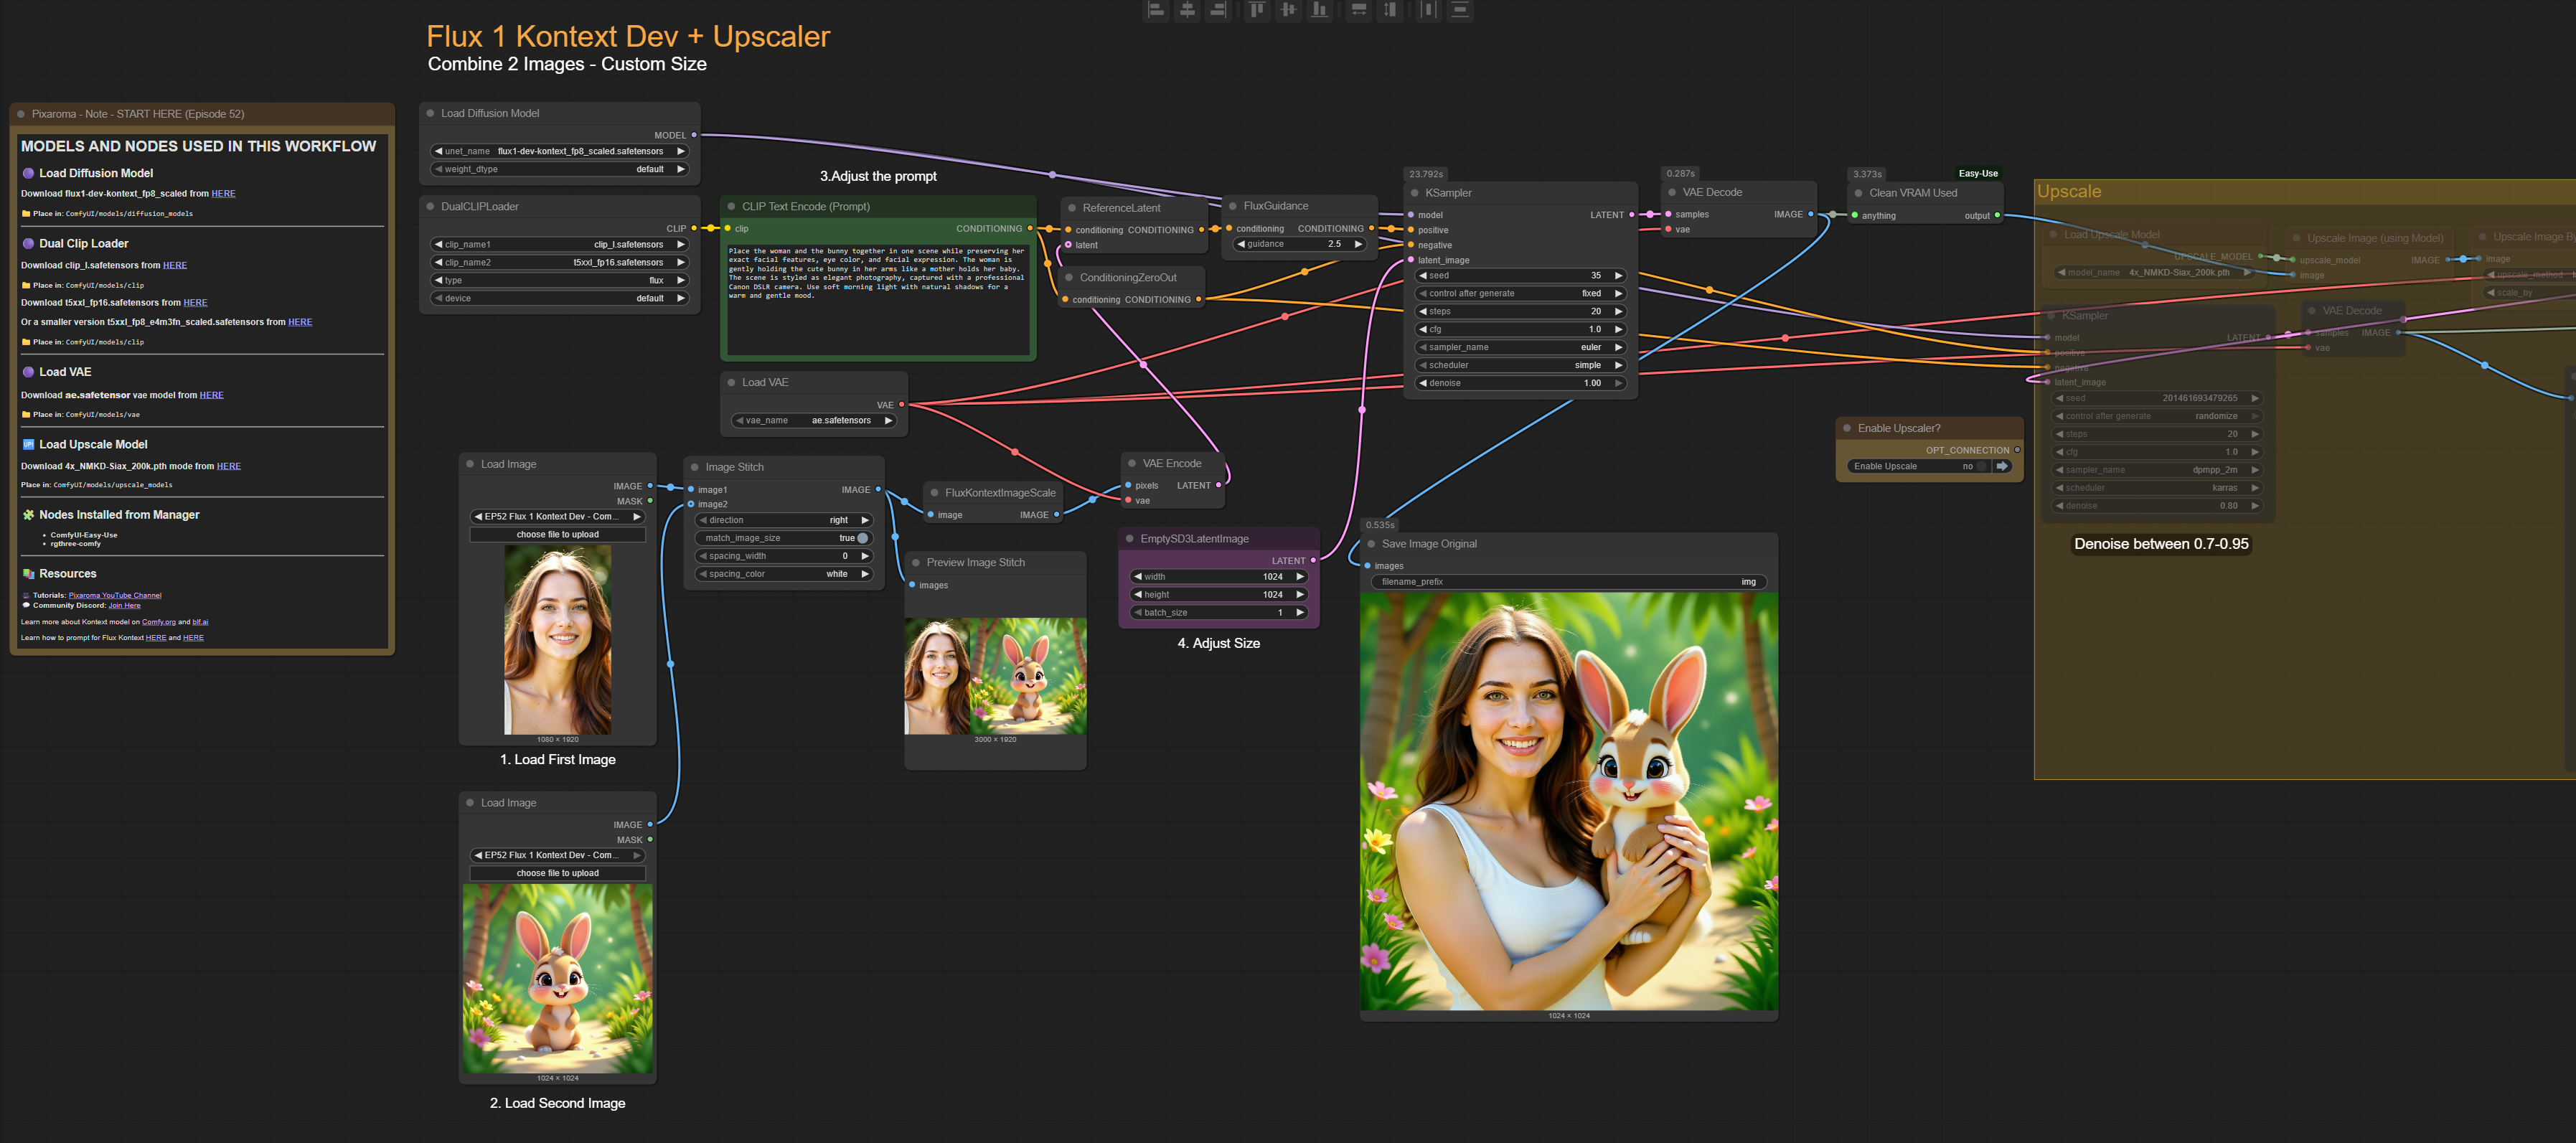 Flux 1 Kontext Dev + Upscaler
Combine 2 Images - Custom Size
Pixaroma - Note - START HERE (Episode 52)
MODELS AND NODES USED IN THIS WORKFLOW
Load Diffusion Model
Download flux1-dev-kontext_fp8_scaled from HERE
Place in: ComfyUI/models/diffusion_models
Dual Clip Loader
Download clip_l.safetensors from HERE
Place in: ComfyUI/models/clip
Download t5xxl_fp16.safetensors from HERE
Or a smaller version t5xxl_fp8_e4m3fn_scaled.safetensors from HERE
Place in: ComfyUI/models/clip
Load VAE
Download ae.safetensor vae model from HERE
Place in: ComfyUI/models/vae
UP!
Load Upscale Model
Download 4x_NMKD-Siax_200k.pth mode from HERE
Place in: ComfyUI/models/upscale_models
Nodes Installed from Manager
ComfyUI-Easy-Use
rgthree-comfy
Resources
Tutorials: Pixaroma YouTube Channel
Community Discord: Join Here
Learn more about Kontext model on Comfy.org and blf.ai
Learn how to prompt for Flux Kontext HERE and HERE
Load Diffusion Model
MODEL
unet_name flux1-dev-kontext_fp8_scaled.safetensors
weight_dtype default
DualCLIPLoader
CLIP
clip_name1 clip_l.safetensors
clip_name2 t5xxl_fp16.safetensors
type flux
device default
3.Adjust the prompt
CLIP Text Encode (Prompt)
clip CONDITIONING
Place the woman and the bunny together in one scene while preserving her
exact facial features, eye color, and facial expression. The woman is
gently holding the cute bunny in her arms like a mother holds her baby.
The scene is styled as elegant photography, captured with a professional
Canon DSLR camera. Use soft morning light with natural shadows for a
warm and gentle mood.
Load VAE
VAE
vae_name ae.safetensors
ReferenceLatent
conditioning CONDITIONING
latent
ConditioningZeroOut
conditioning CONDITIONING
FluxGuidance
conditioning CONDITIONING
guidance 2.5
23.792s
KSampler
model LATENT
positive
negative
latent_image
seed 35
control after generate fixed
steps 20
cfg 1.0
sampler_name euler
scheduler simple
denoise 1.00
0.287s
VAE Decode
samples IMAGE
vae
3.373s
Easy-Use
Clean VRAM Used
anything output
Load Image
IMAGE
MASK
EP52 Flux 1 Kontext Dev - Com...
choose file to upload
1080 × 1920
1. Load First Image
Load Image
IMAGE
MASK
EP52 Flux 1 Kontext Dev - Com...
choose file to upload
1024 × 1024
2. Load Second Image
Image Stitch
image1 IMAGE
image2
direction right
match_image_size true
spacing_width 0
spacing_color white
FluxKontextImageScale
image IMAGE
Preview Image Stitch
images
3000 × 1920
VAE Encode
pixels LATENT
vae
EmptySD3LatentImage
LATENT
width 1024
height 1024
batch_size 1
4. Adjust Size
0.535s
Save Image Original
images
filename_prefix img
1024 × 1024
Enable Upscaler?
OPT_CONNECTION
Enable Upscale no
Upscale
Load Upscale Model
UPSCALE_MODEL
model_name 4x_NMKD-Siax_200k.pth
Upscale Image (using Model)
upscale_model IMAGE
image
Upscale Image By
image
upscale_method
scale_by
KSampler
model LATENT
positive
negative
latent_image
seed 201461693479265
control after generate randomize
steps 20
cfg 1.0
sampler_name dpmpp_2m
scheduler karras
denoise 0.80
VAE Decode
samples IMAGE
vae
Denoise between 0.7-0.95